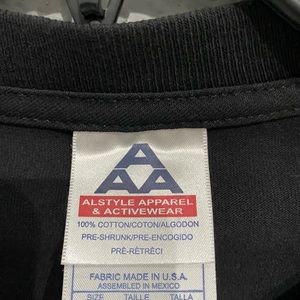 A
AA
ALSTYLE APPAREL
& ACTIVEWEAR
100% COTTON/COTON/ALGODON
PRE-SHRUNK/PRE-ENCOGIDO
PRÉ-RÉTRÉCI
FABRIC MADE IN U.S.A.
ASSEMBLED IN MEXICO
SIZE TAILLE TALLA